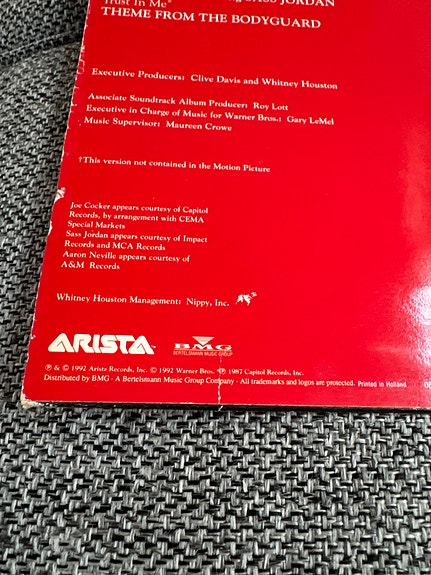 JORDAN
Trust In Me*
THEME FROM THE BODYGUARD
Executive Producers: Clive Davis and Whitney Houston
Associate Soundtrack Album Producer: Roy Lott
Executive in Charge of Music for Warner Bros.: Gary LeMel
Music Supervisor: Maureen Crowe
†This version not contained in the Motion Picture
Joe Cocker appears courtesy of Capitol
Records, by arrangement with CEMA
Special Markets
Sass Jordan appears courtesy of Impact
Records and MCA Records
Aaron Neville appears courtesy of
A&M Records
Whitney Houston Management: Nippy, Inc.
ARISTA
BMG
BERTELSMANN MUSIC GROUP
℗ & © 1992 Arista Records, Inc. © 1992 Warner Bros. ℗ 1987 Capitol Records, Inc.
Distributed by BMG · A Bertelsmann Music Group Company · All trademarks and logos are protected. Printed in Holland